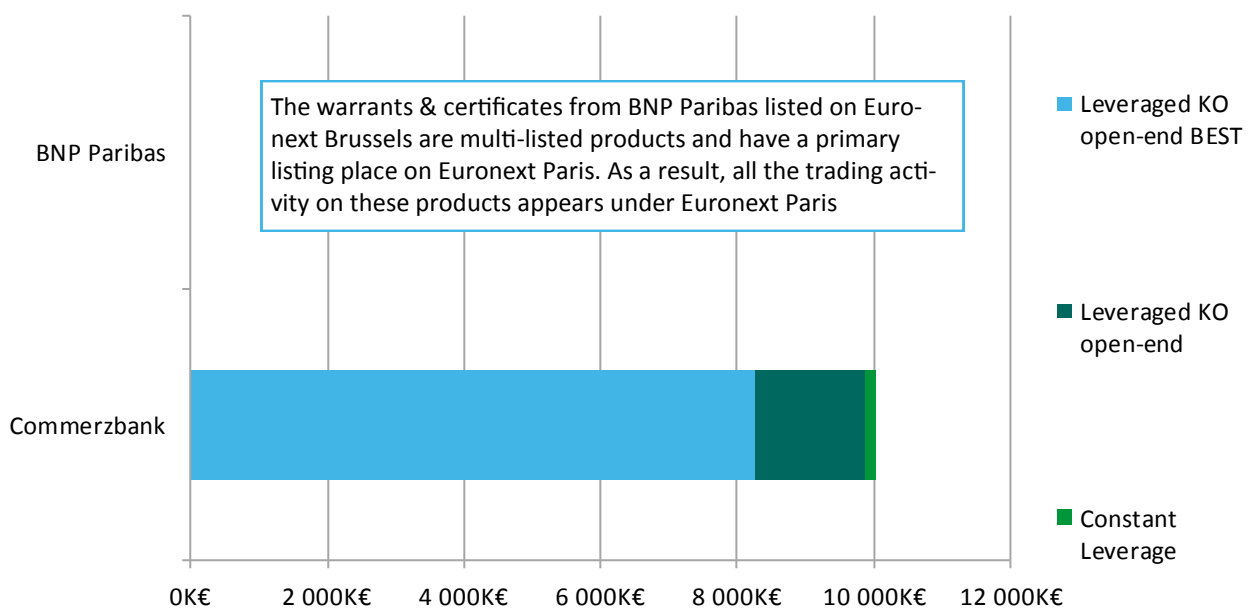 The warrants & certificates from BNP Paribas listed on Euro-
next Brussels are multi-listed products and have a primary
listing place on Euronext Paris. As a result, all the trading acti-
vity on these products appears under Euronext Paris
BNP Paribas
Commerzbank
0K€ 2 000K€ 4 000K€ 6 000K€ 8 000K€ 10 000K€ 12 000K€
Leveraged KO
open-end BEST
Leveraged KO
open-end
Constant
Leverage